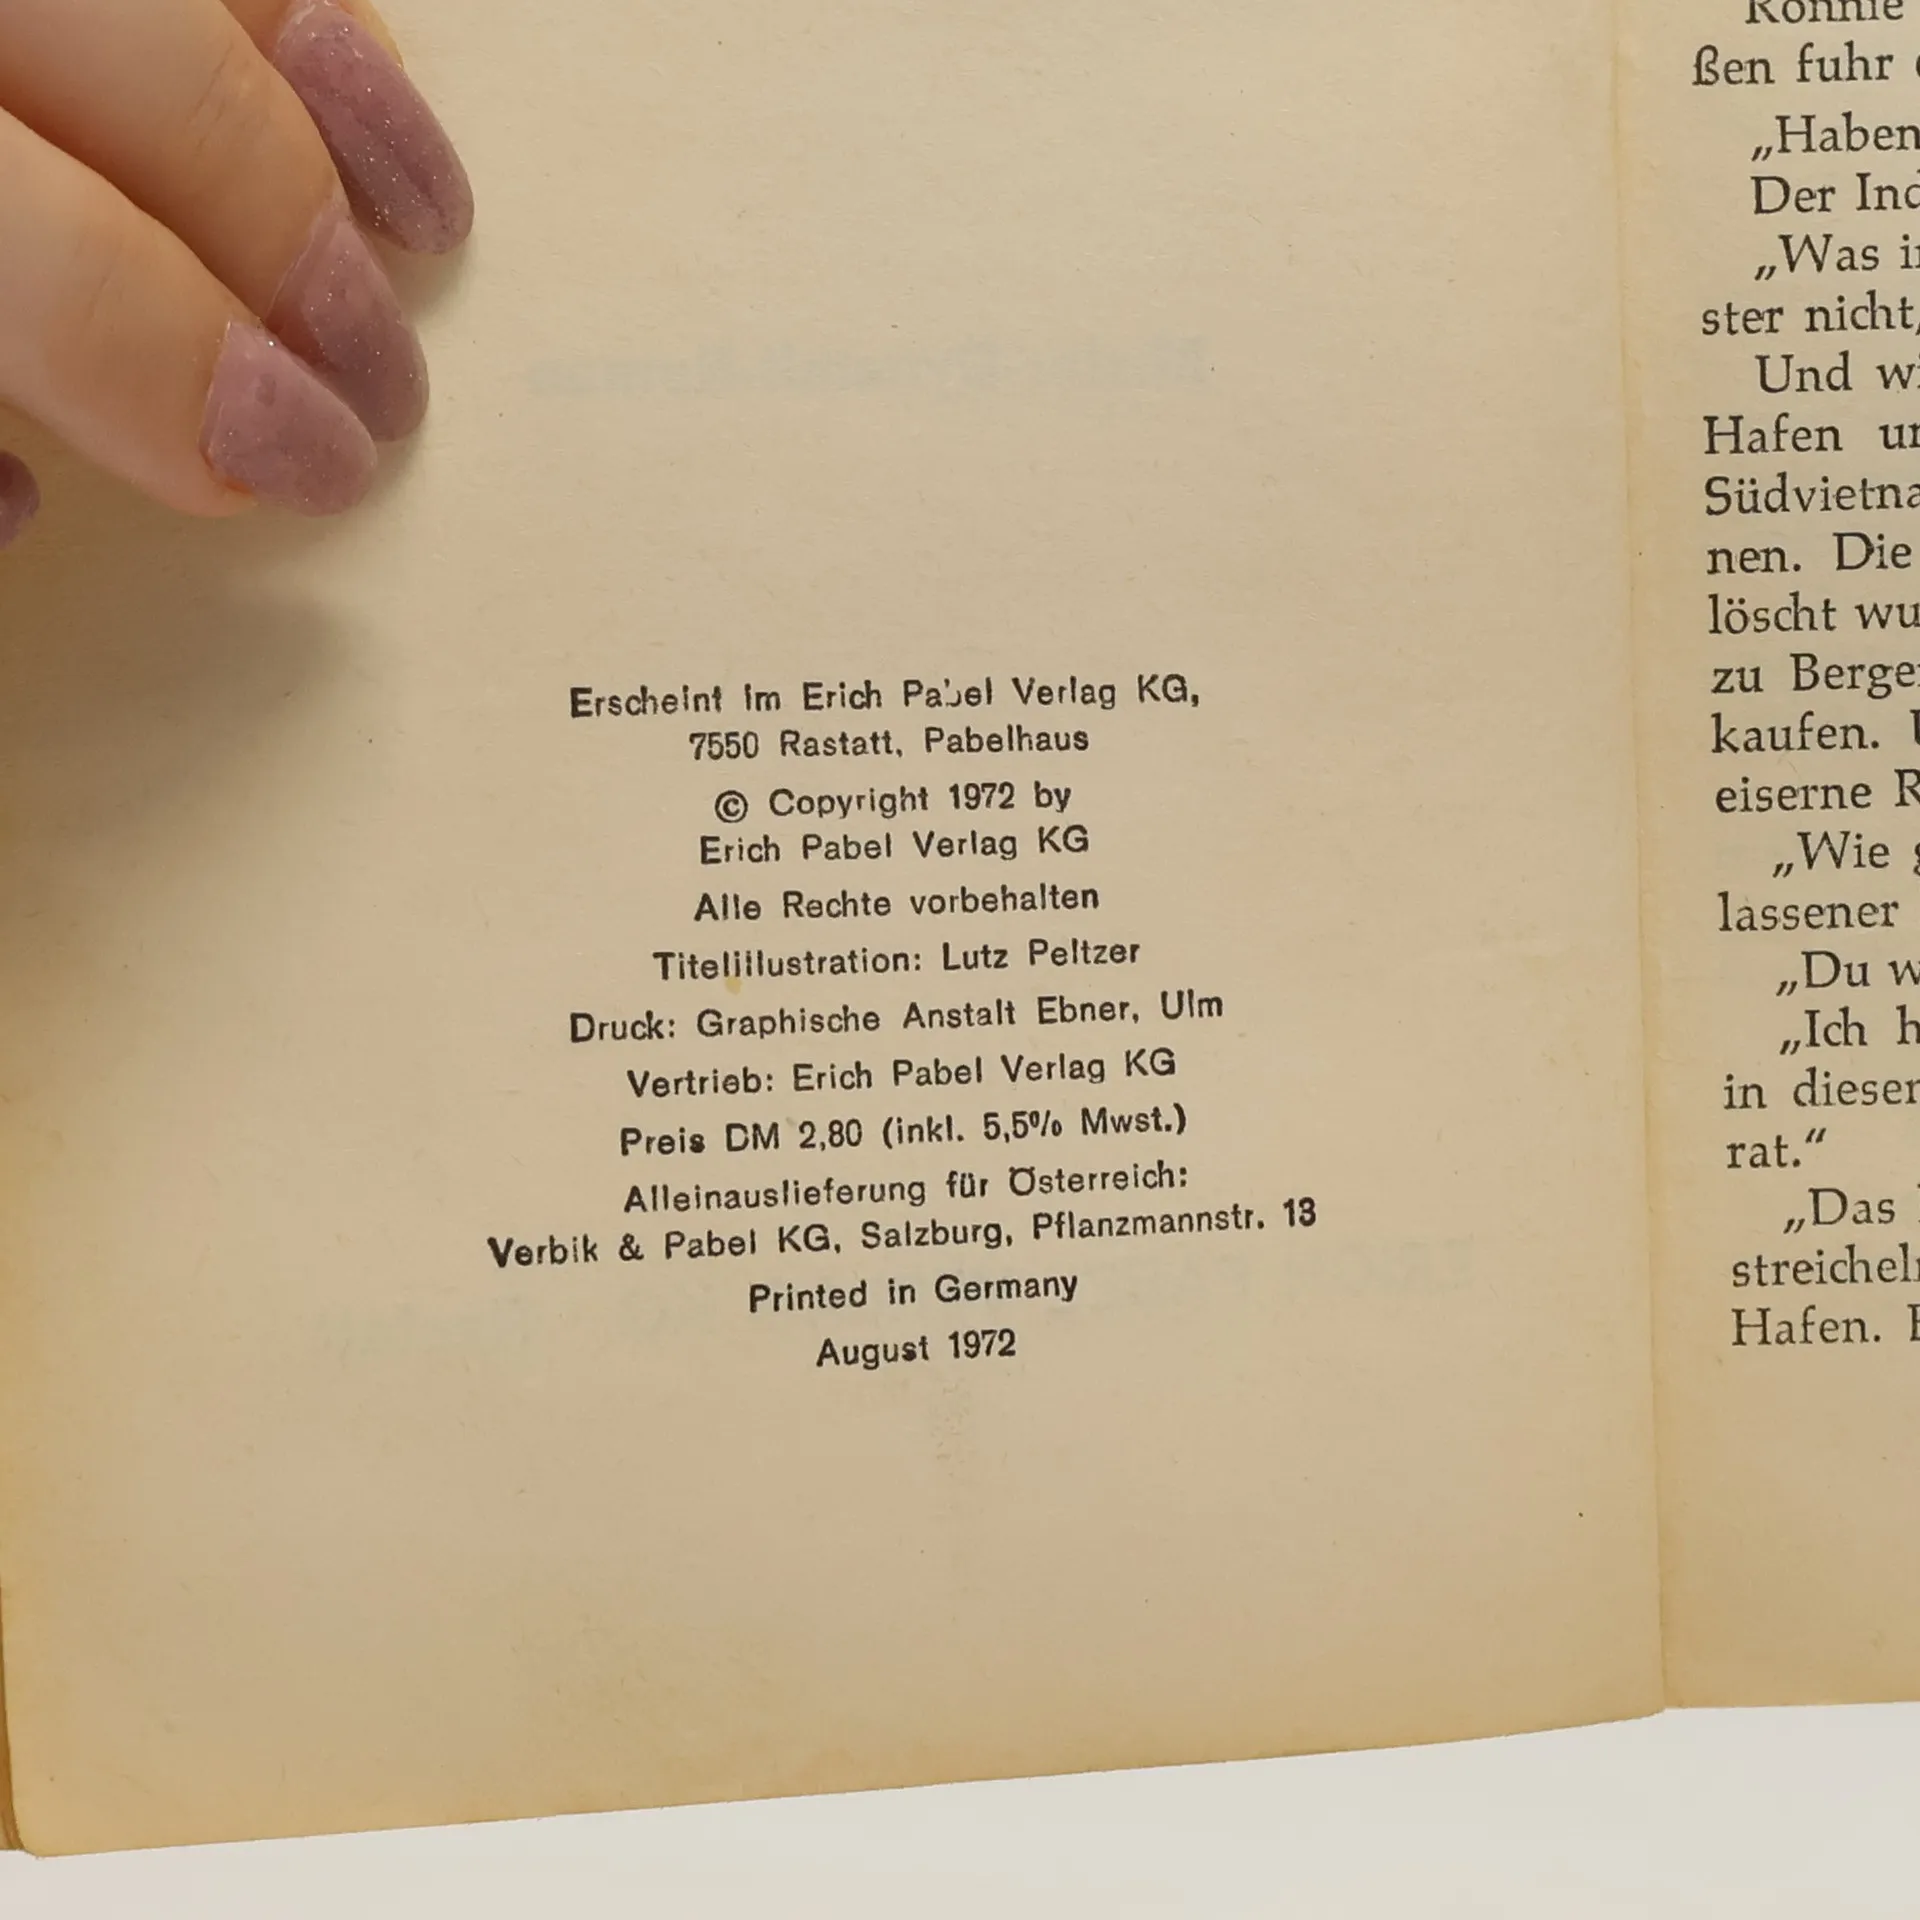 Erscheint im Erich Pabel Verlag KG,
7550 Rastatt, Pabelhaus
© Copyright 1972 by
Erich Pabel Verlag KG
Alle Rechte vorbehalten
Titelillustration: Lutz Peltzer
Druck: Graphische Anstalt Ebner, Ulm
Vertrieb: Erich Pabel Verlag KG
Preis DM 2,80 (inkl. 5,5% Mwst.)
Alleinauslieferung für Österreich:
Verbik & Pabel KG, Salzburg, Pflanzmannstr. 13
Printed in Germany
August 1972
Ronnie
ßen fuhr
„Haben
Der Ind
„Was
ster nicht,
Und
Hafen
Südvietna
nen. Die
löscht wu
zu Berge
kaufen.
eiserne R
„Wie
lassener
„Du w
„Ich h
in dieser
rat.“
„Das
streicheln
Hafen.